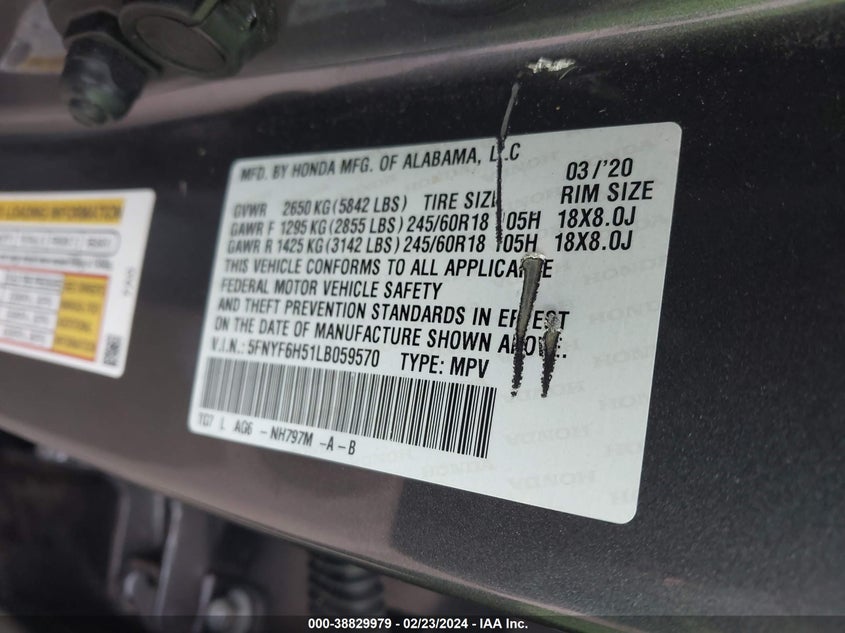 MFD. BY HONDA MFG. OF ALABAMA, LLC 03/'20
GVWR 2650 KG (5842 LBS) TIRE SIZE RIM SIZE
GAWR F 1295 KG (2855 LBS) 245/60R18 105H 18X8.0J
GAWR R 1425 KG (3142 LBS) 245/60R18 105H 18X8.0J
THIS VEHICLE CONFORMS TO ALL APPLICABLE
FEDERAL MOTOR VEHICLE SAFETY
AND THEFT PREVENTION STANDARDS IN EFFECT
ON THE DATE OF MANUFACTURE SHOWN ABOVE.
V.I.N.: 5FNYF6H51LB059570 TYPE: MPV
TG7 L AG6 - NH797M -A-B
LOADING INFORMATION
000-38829979 - 02/23/2024 - IAA Inc.